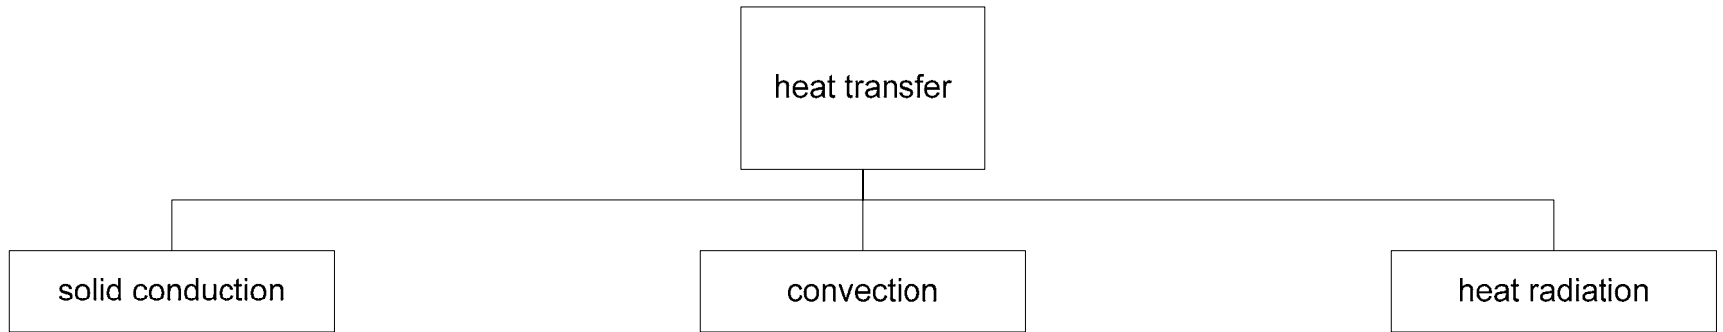 heat transfer
solid conduction
convection
heat radiation